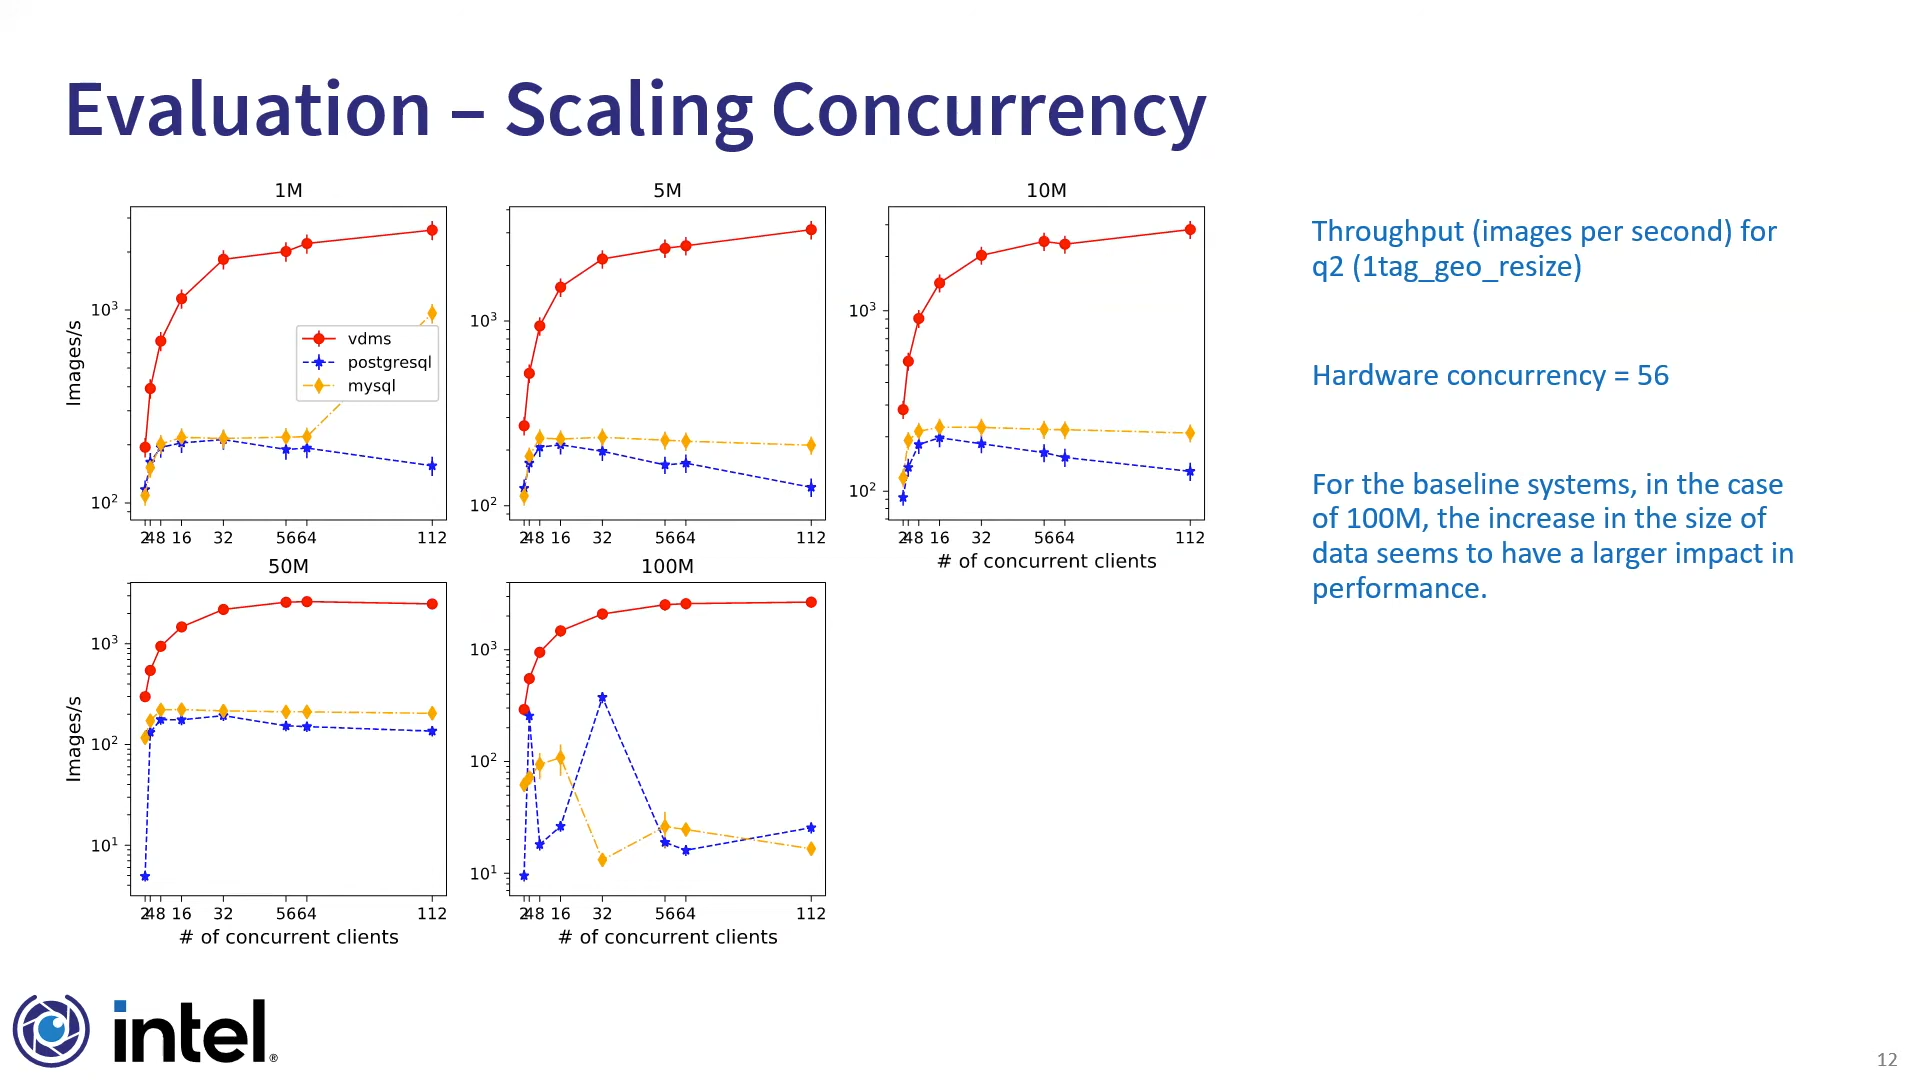 Evaluation – Scaling Concurrency
1M
5M
10M
Images/s
10³
10²
vdms
postgresql
mysql
2 4 8 16 32 56 64 112
10³
10²
2 4 8 16 32 56 64 112
10³
10²
2 4 8 16 32 56 64 112
# of concurrent clients
50M
100M
Images/s
10³
10²
10¹
2 4 8 16 32 56 64 112
# of concurrent clients
10³
10²
10¹
2 4 8 16 32 56 64 112
# of concurrent clients
Throughput (images per second) for
q2 (1tag_geo_resize)
Hardware concurrency = 56
For the baseline systems, in the case
of 100M, the increase in the size of
data seems to have a larger impact in
performance.
intel®
12